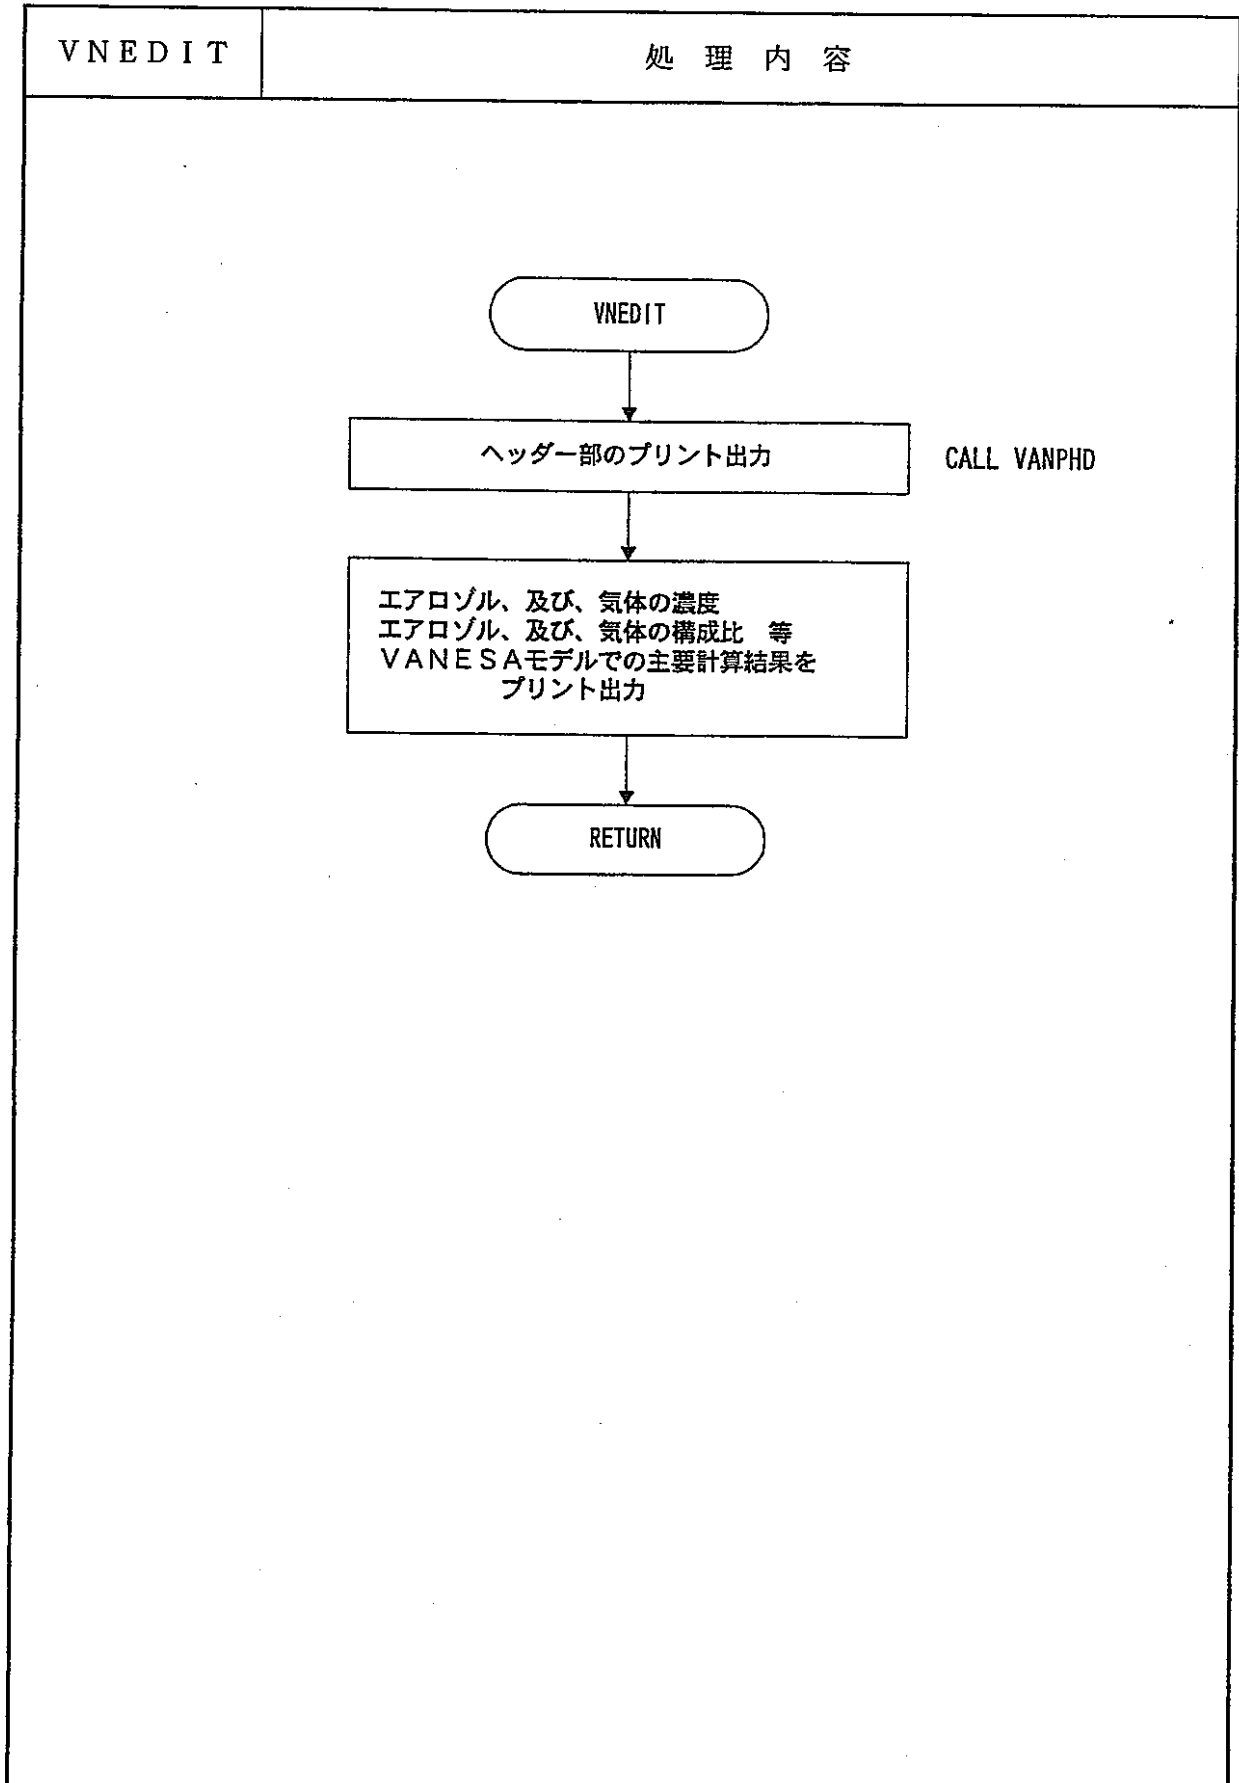 VNEDIT
処理内容
VNEDIT
ヘッダー部のプリント出力
CALL VANPHD
エアロゾル、及び、気体の濃度
エアロゾル、及び、気体の構成比 等
VANESAモデルでの主要計算結果を
プリント出力
RETURN